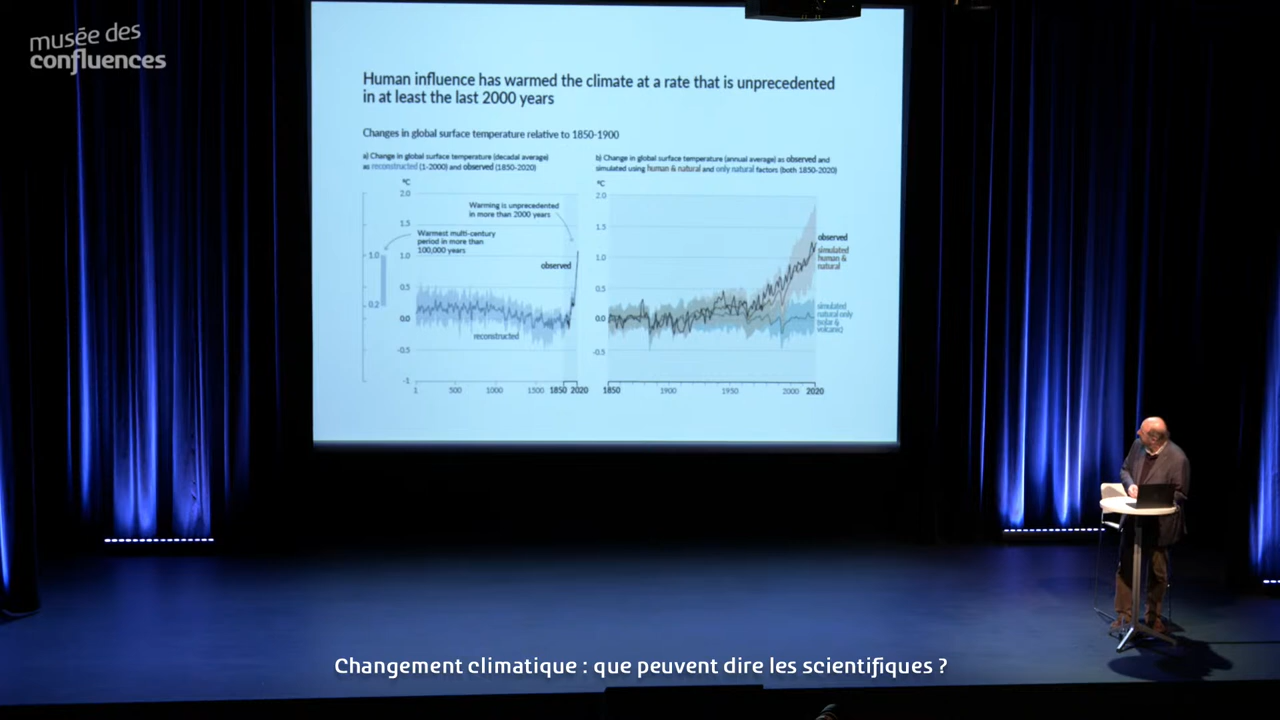 musée des
confluences
Human influence has warmed the climate at a rate that is unprecedented
in at least the last 2000 years
Changes in global surface temperature relative to 1850-1900
a) Change in global surface temperature (decadal average)
as reconstructed (1-2000) and observed (1850-2020)
b) Change in global surface temperature (annual average) as observed and
simulated using human & natural and only natural factors (both 1850-2020)
°C
2.0
1.5
1.0
0.5
0.0
-0.5
-1
1.0
0.2
Warming is unprecedented
in more than 2000 years
Warmest multi-century
period in more than
100,000 years
observed
reconstructed
1
500
1000
1500
1850
2020
°C
2.0
1.5
1.0
0.5
0.0
-0.5
observed
simulated
human &
natural
simulated
natural only
(solar &
volcanic)
1850
1900
1950
2000
2020
Changement climatique : que peuvent dire les scientifiques ?